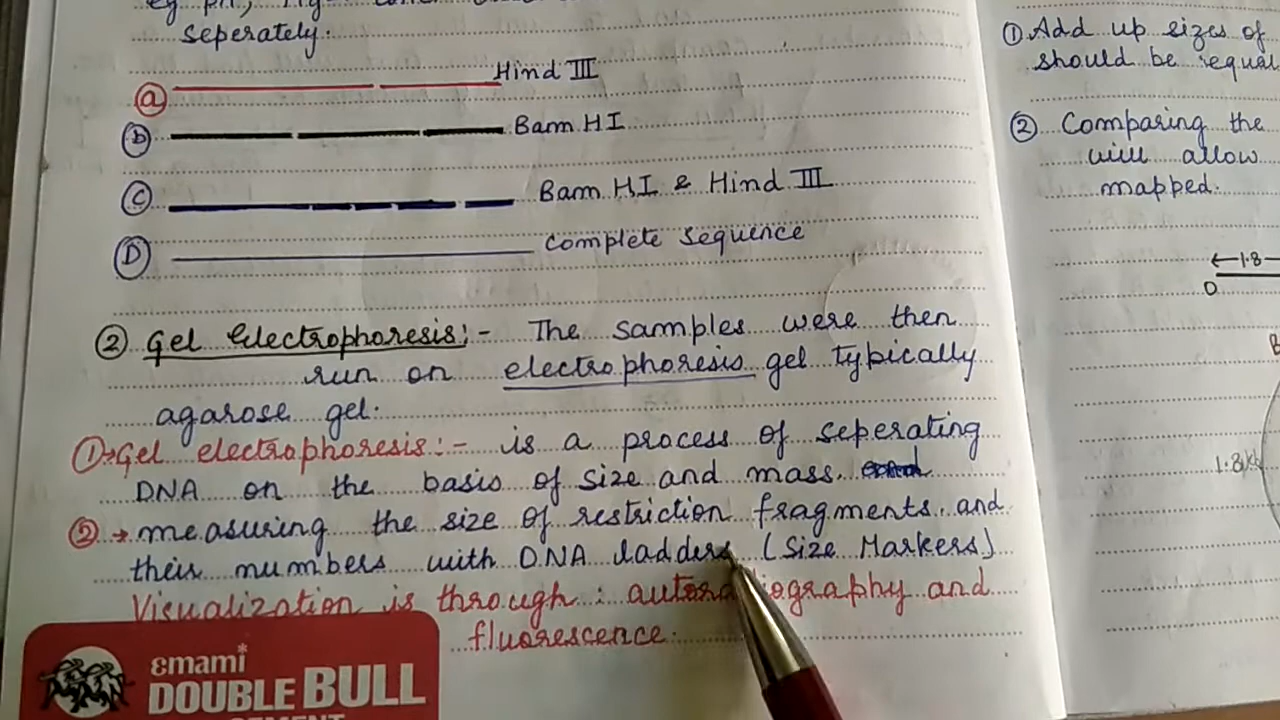 seperately.
Hind III
(a)
(b) Bam HI
(C) Bam HI & Hind III
(D) complete sequence
② Gel Electrophoresis:- The samples were then
run on electrophoresis gel typically
agarose gel.
①→Gel electrophoresis:- is a process of seperating
DNA on the basis of size and mass.
② → measuring the size of restriction fragments and
their numbers with DNA ladders (Size Markers)
Visualization is through : autoradiography and
fluorescence.
emami
DOUBLE BULL
CEMENT
① Add up sizes of
should be equal
② Comparing the
will allow
mapped.
←1.8
0
1.8kb